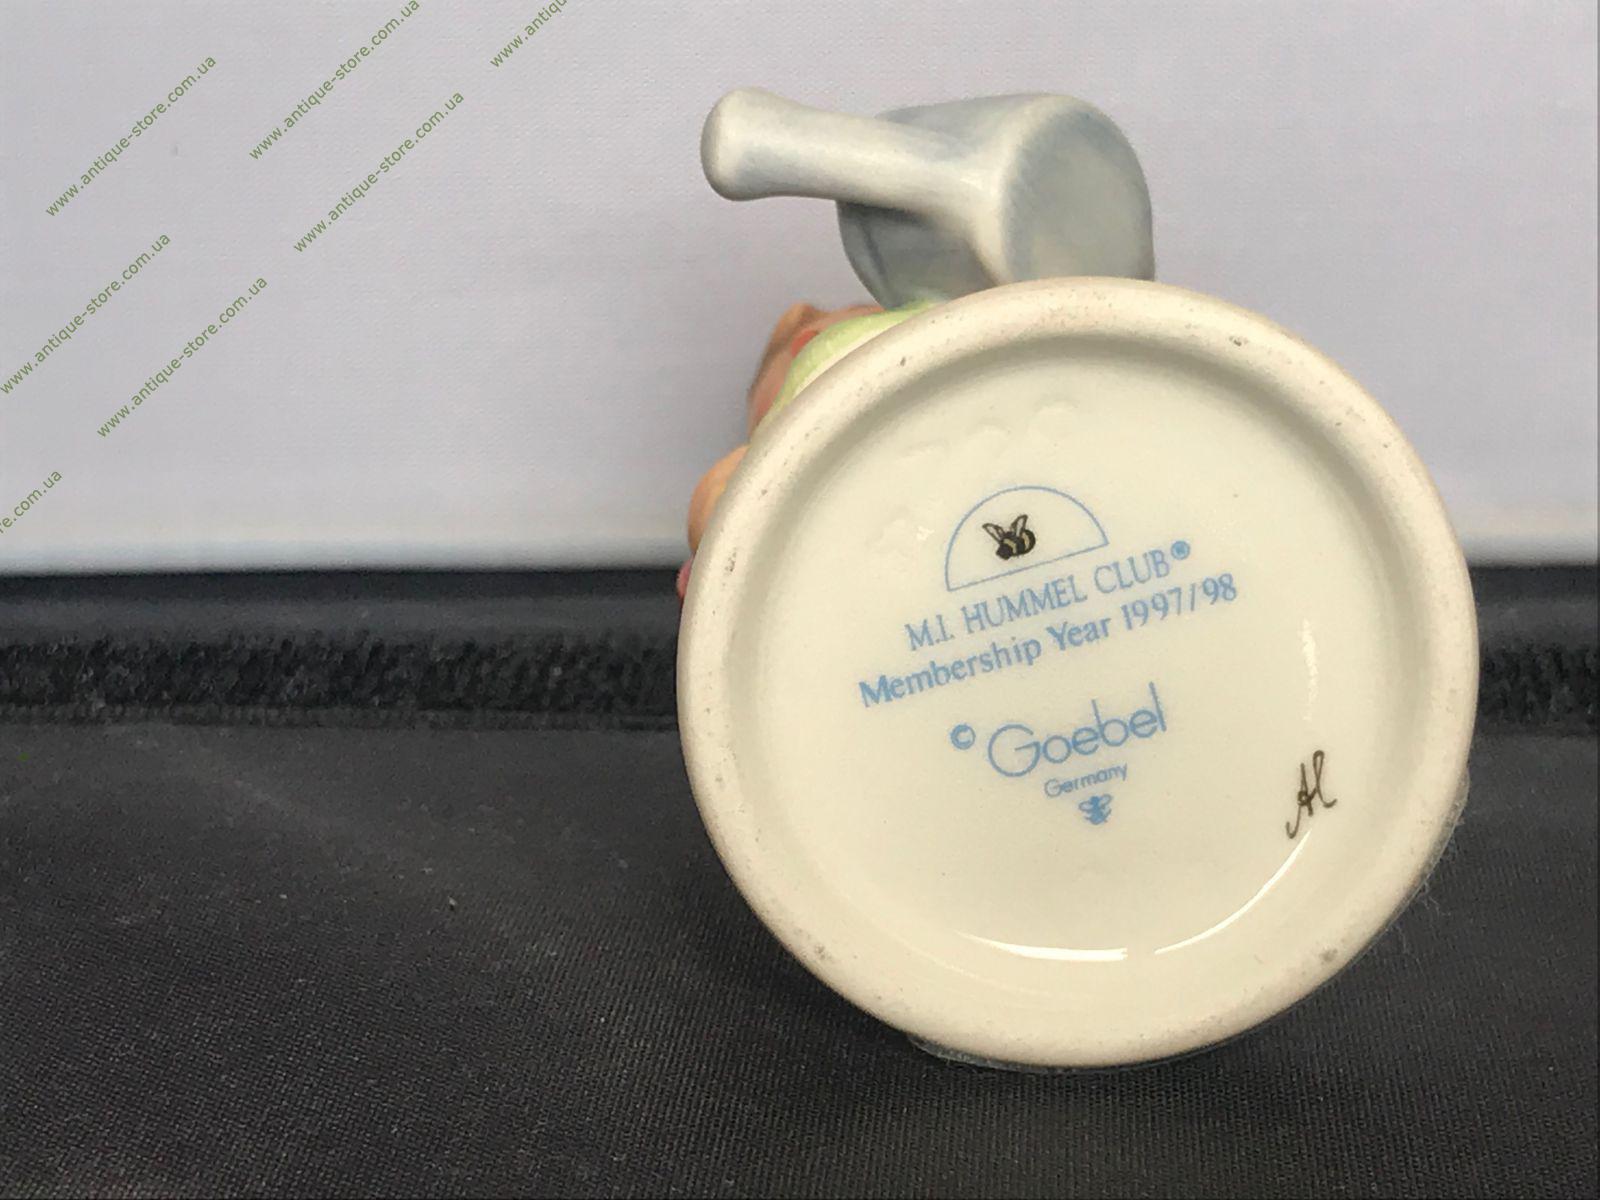 www.antique-store.com.ua
www.antique-store.com.ua
www.antique
www.antique-store.com.ua
www.antique-store.com.ua
www.antique-store.com.ua
www.antique-store.com.ua
re.com.ua
M.I. HUMMEL CLUB®
Membership Year 1997/98
© Goebel
Germany